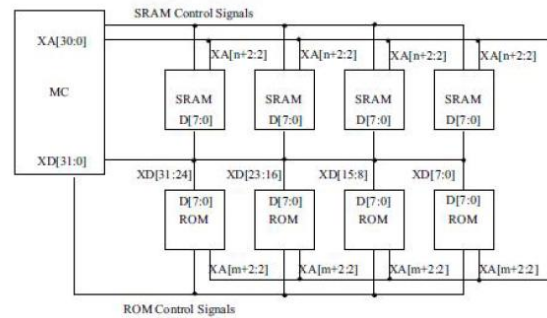 SRAM Control Signals
XA[30:0]
XA[n+2:2] XA[n+2:2] XA[n+2:2] XA[n+2:2]
MC
SRAM SRAM SRAM SRAM
D[7:0] D[7:0] D[7:0] D[7:0]
XD[31:0]
XD[31:24] XD[23:16] XD[15:8] XD[7:0]
D[7:0] D[7:0] D[7:0] D[7:0]
ROM ROM ROM ROM
XA[m+2:2] XA[m+2:2] XA[m+2:2] XA[m+2:2]
ROM Control Signals